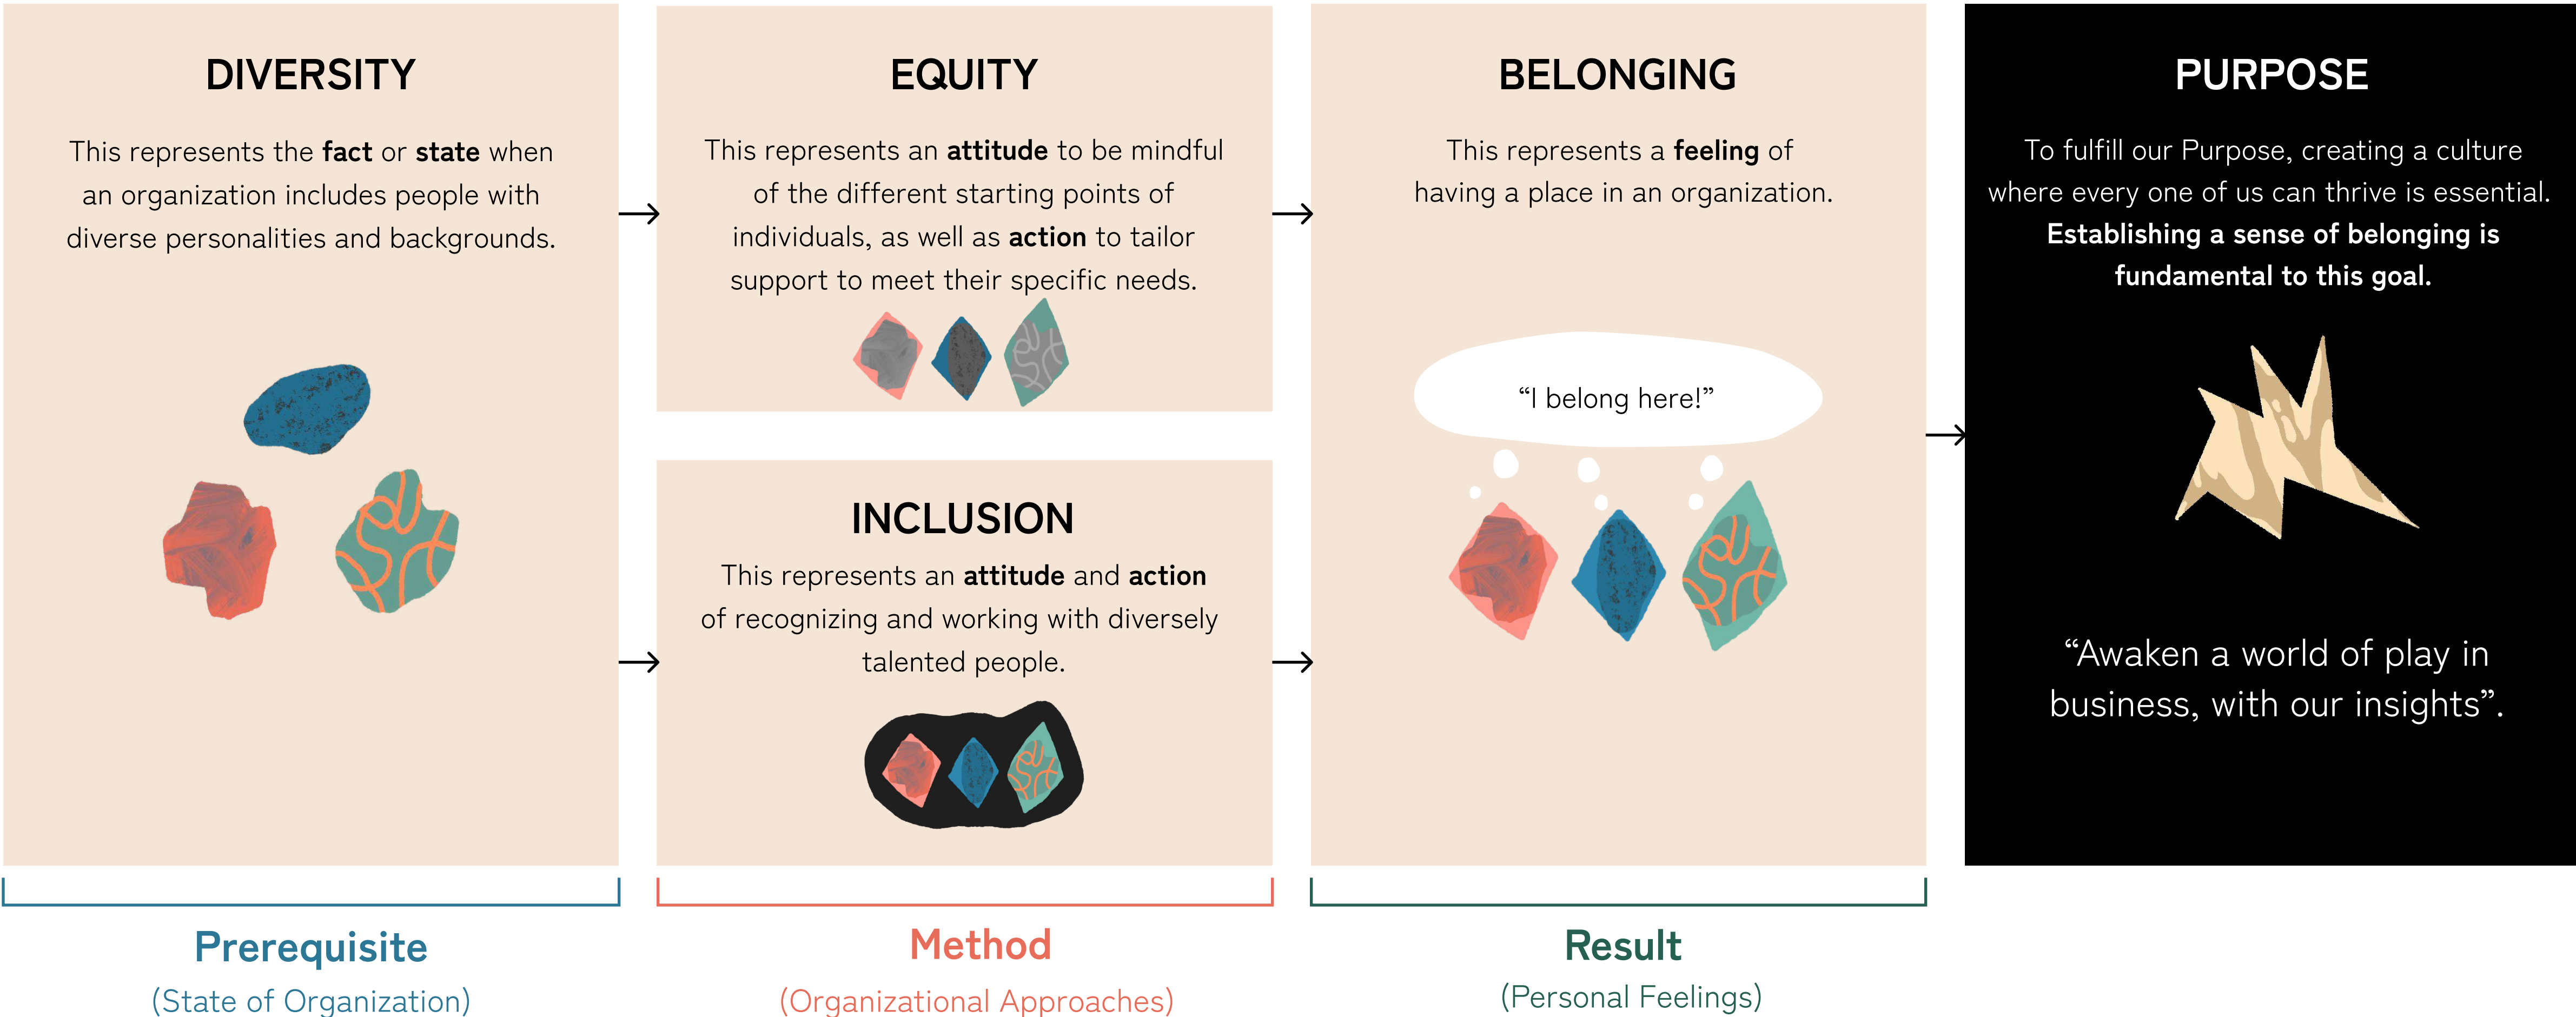 DIVERSITY
This represents the fact or state when
an organization includes people with
diverse personalities and backgrounds.
EQUITY
This represents an attitude to be mindful
of the different starting points of
individuals, as well as action to tailor
support to meet their specific needs.
INCLUSION
This represents an attitude and action
of recognizing and working with diversely
talented people.
BELONGING
This represents a feeling of
having a place in an organization.
“I belong here!”
PURPOSE
To fulfill our Purpose, creating a culture
where every one of us can thrive is essential.
Establishing a sense of belonging is
fundamental to this goal.
“Awaken a world of play in
business, with our insights”.
Prerequisite
(State of Organization)
Method
(Organizational Approaches)
Result
(Personal Feelings)